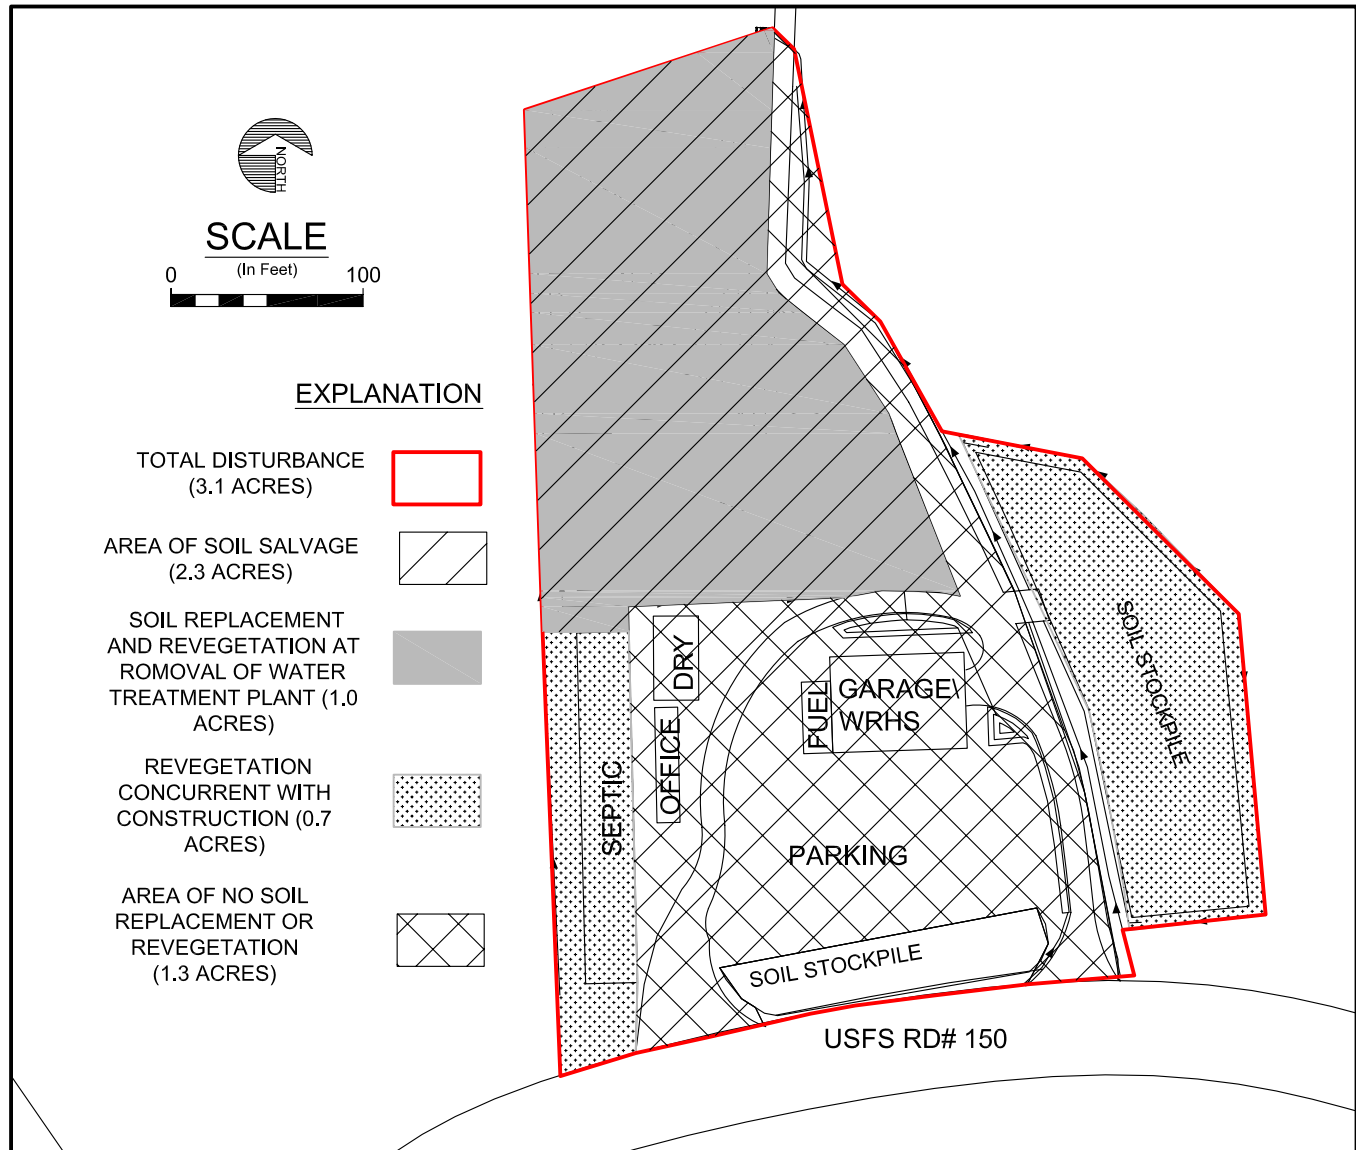 NORTH
SCALE
(In Feet)
0 100
EXPLANATION
TOTAL DISTURBANCE
(3.1 ACRES)
AREA OF SOIL SALVAGE
(2.3 ACRES)
SOIL REPLACEMENT
AND REVEGETATION AT
ROMOVAL OF WATER
TREATMENT PLANT (1.0
ACRES)
REVEGETATION
CONCURRENT WITH
CONSTRUCTION (0.7
ACRES)
AREA OF NO SOIL
REPLACEMENT OR
REVEGETATION
(1.3 ACRES)
DRY
OFFICE
SEPTIC
FUEL
GARAGE\
WRHS
PARKING
SOIL STOCKPILE
SOIL STOCKPILE
USFS RD# 150